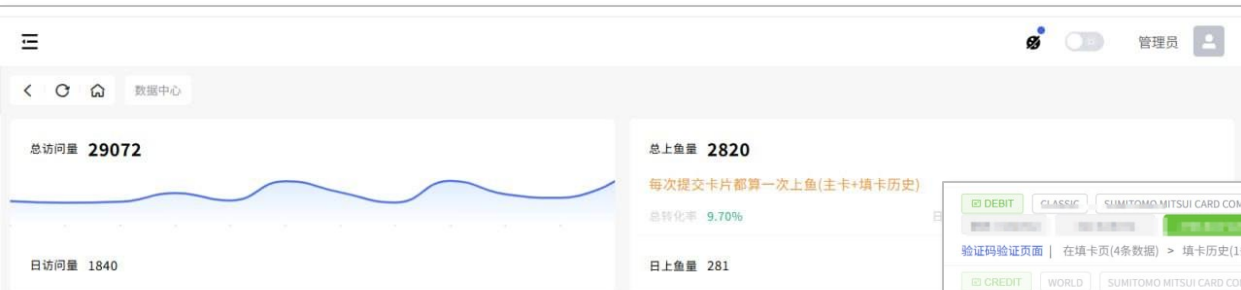 管理员
数据中心
总访问量 29072
总上鱼量 2820
每次提交卡片都算一次上鱼(主卡+填卡历史)
总转化率 9.70%
日访问量 1840
日上鱼量 281
DEBIT CLASSIC SUMITOMO MITSUI CARD COM
验证码验证页面 | 在填卡页(4条数据) > 填卡历史(1
CREDIT WORLD SUMITOMO MITSUI CARD COM